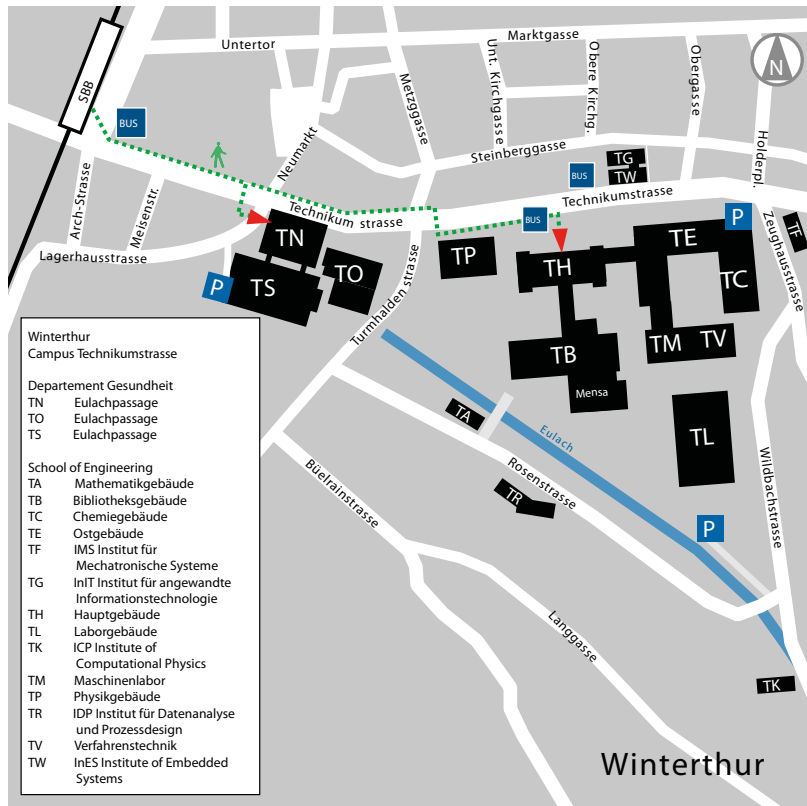 Marktgasse
Untertor
SBB
BUS
Metzggasse
Unt. Kirchgasse
Obere Kirchg.
Obergasse
N
Neumarkt
Steinberggasse
Holderpl.
TG
TW
BUS
Arch-Strasse
Meisenstr.
Technikum strasse
Technikumstrasse
BUS
P
Zeughausstrasse
TF
Lagerhausstrasse
TN
TO
TS
P
TP
TH
TE
TC
Turmhalden strasse
TB
TM
TV
Mensa
TA
TL
Eulach
Rosenstrasse
Wildbachstrasse
Büelrainstrasse
TR
P
Langgasse
TK
Winterthur
Winterthur
Campus Technikumstrasse
Departement Gesundheit
TN Eulachpassage
TO Eulachpassage
TS Eulachpassage
School of Engineering
TA Mathematikgebäude
TB Bibliotheksgebäude
TC Chemiegebäude
TE Ostgebäude
TF IMS Institut für
Mechatronische Systeme
TG InIT Institut für angewandte
Informationstechnologie
TH Hauptgebäude
TL Laborgebäude
TK ICP Institute of
Computational Physics
TM Maschinenlabor
TP Physikgebäude
TR IDP Institut für Datenanalyse
und Prozessdesign
TV Verfahrenstechnik
TW InES Institute of Embedded
Systems